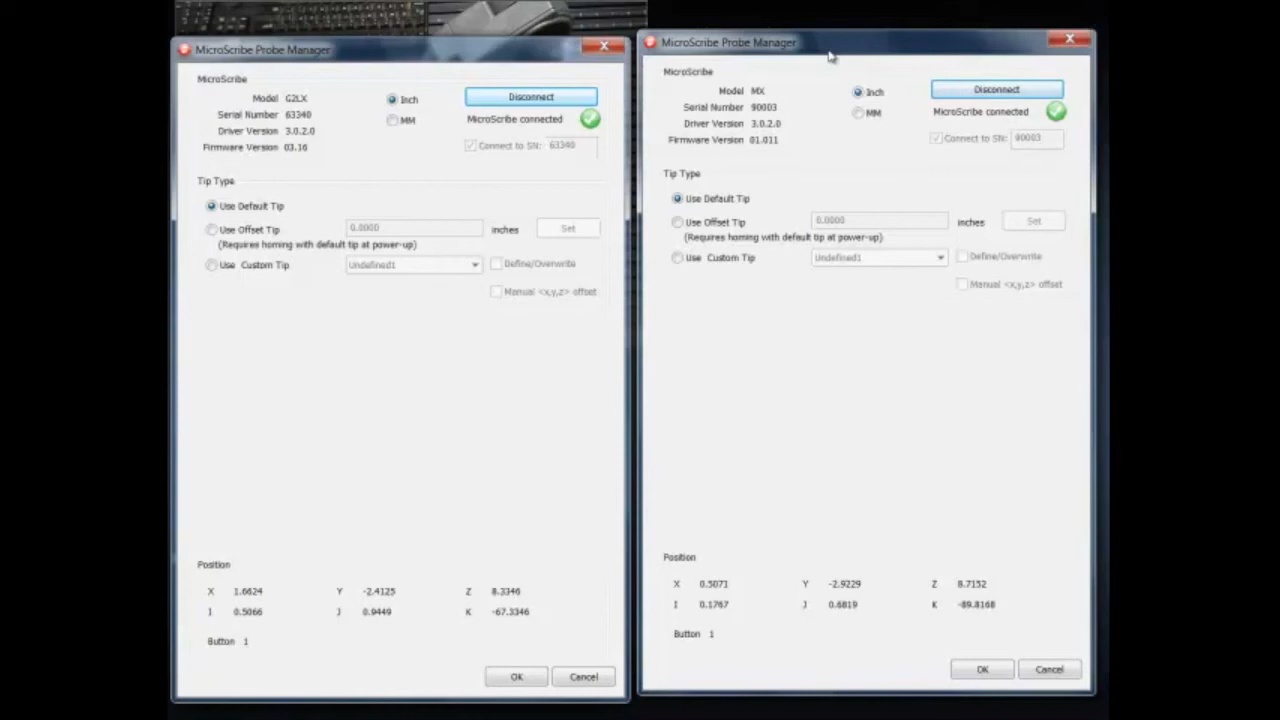 MicroScribe Probe Manager
MicroScribe
Model G2LX
Inch
Disconnect
Serial Number 63340
MM
MicroScribe connected
Driver Version 3.0.2.0
Firmware Version 03.16
Connect to SN: 63340
Tip Type
Use Default Tip
Use Offset Tip 0.0000 inches Set
(Requires homing with default tip at power-up)
Use Custom Tip Undefined1 Define/Overwrite
Manual <x,y,z> offset
Position
X 1.6624 Y -2.4125 Z 8.3346
I 0.5066 J 0.9449 K -67.3346
Button 1
OK Cancel
MicroScribe Probe Manager
MicroScribe
Model MX
Inch
Disconnect
Serial Number 90003
MM
MicroScribe connected
Driver Version 3.0.2.0
Firmware Version 01.011
Connect to SN: 90003
Tip Type
Use Default Tip
Use Offset Tip 0.0000 inches Set
(Requires homing with default tip at power-up)
Use Custom Tip Undefined1 Define/Overwrite
Manual <x,y,z> offset
Position
X 0.5071 Y -2.9229 Z 8.7152
I 0.1767 J 0.6819 K -89.8168
Button 1
OK Cancel